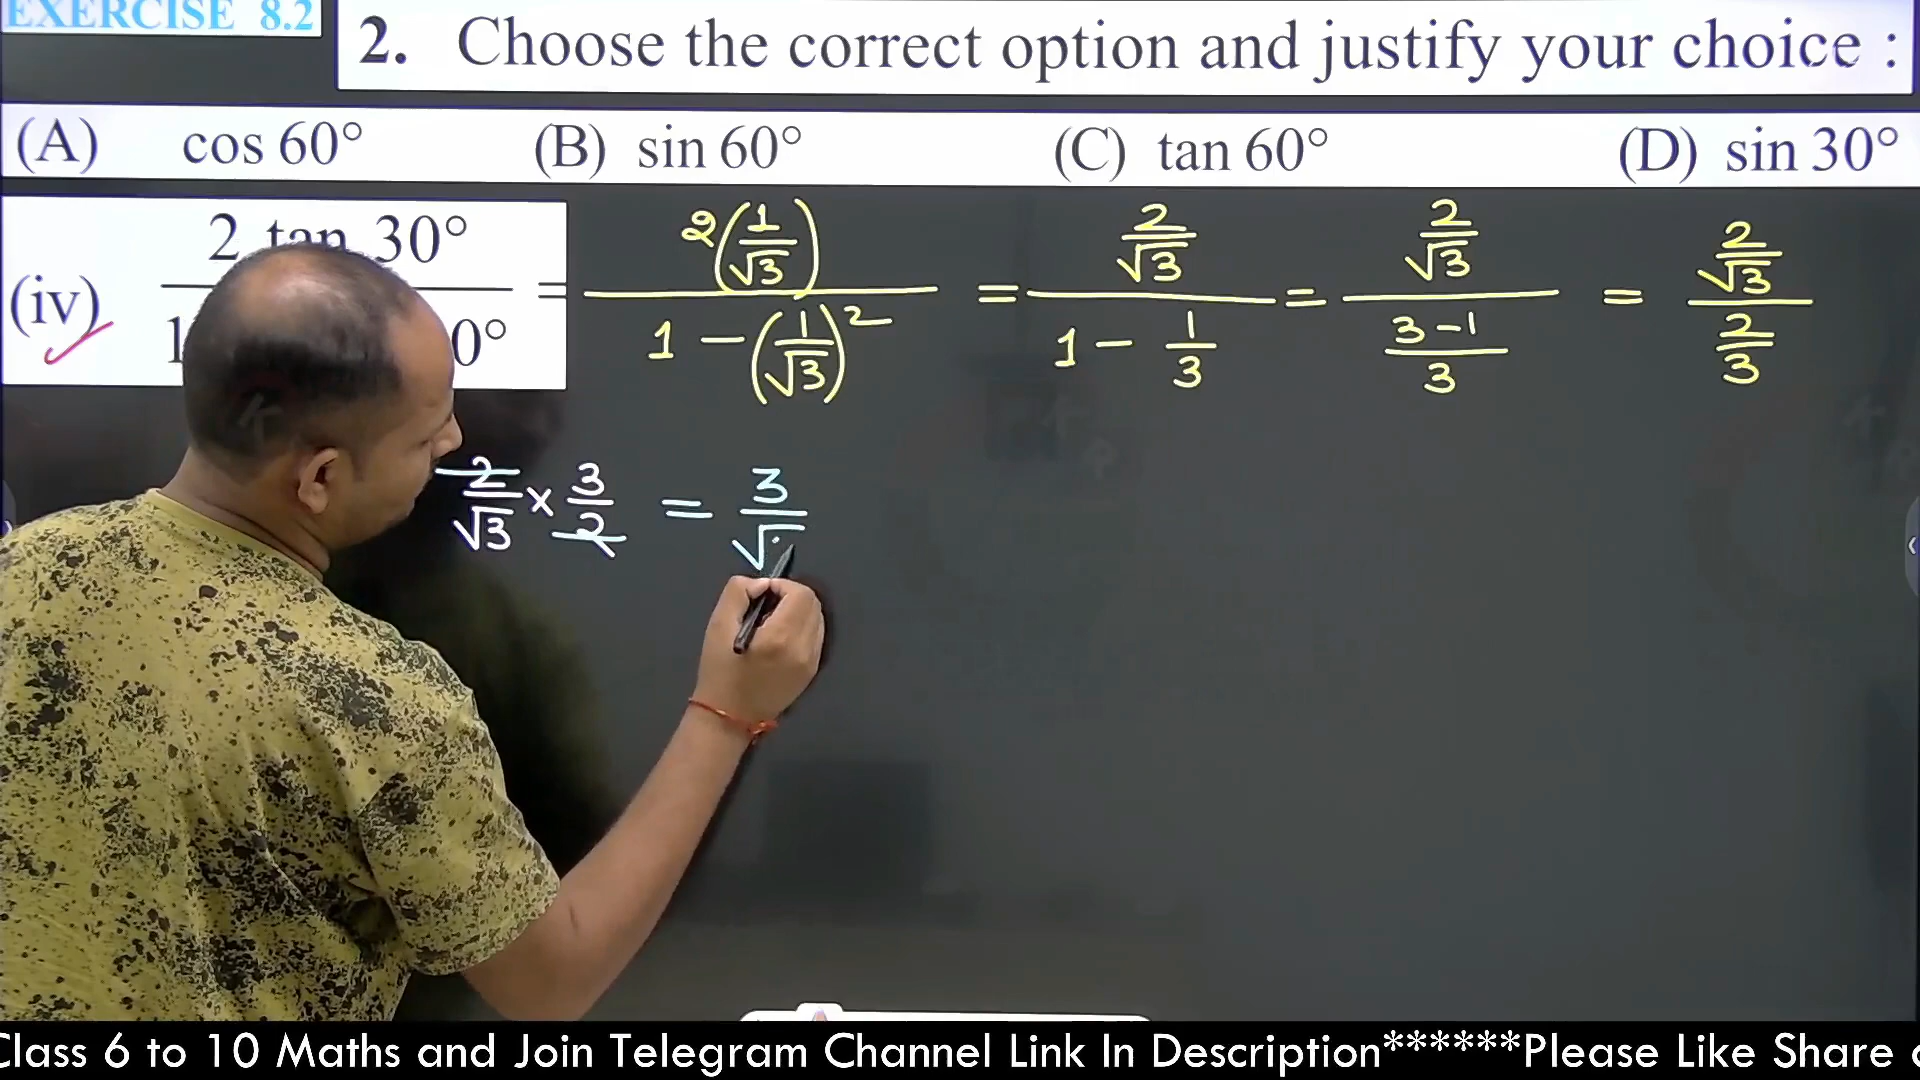 EXERCISE 8.2
2. Choose the correct option and justify your choice :
(A) cos 60° (B) sin 60° (C) tan 60° (D) sin 30°
(iv) 2 tan 30° / 1 0° = 2(1/√3) / 1 – (1/√3)² = 2/√3 / 1 – 1/3 = 2/√3 / 3–1/3 = 2/√3 / 2/3
2/√3 × 3/2 = 3/√
Class 6 to 10 Maths and Join Telegram Channel Link In Description******Please Like Share